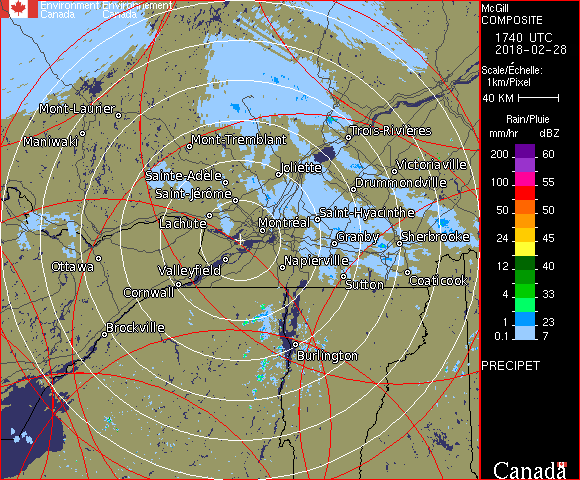 Environment Environnement
Canada Canada
McGill
COMPOSITE
1740 UTC
2018-02-28
Scale/Échelle:
1km/Pixel
40 KM
Rain/Pluie
mm/hr dBZ
200 60
100 55
50 50
24 45
12 40
4 33
1 23
0.1 7
PRECIPET
Canada
Mont-Laurier
Maniwaki
Mont-Tremblant
Trois-Rivières
Joliette
Victoriaville
Sainte-Adèle
Drummondville
Saint-Jérôme
Lachute
Saint-Hyacinthe
Montréal
Granby
Sherbrooke
Ottawa
Valleyfield
Napierville
Coaticook
Cornwall
Sutton
Brockville
Burlington